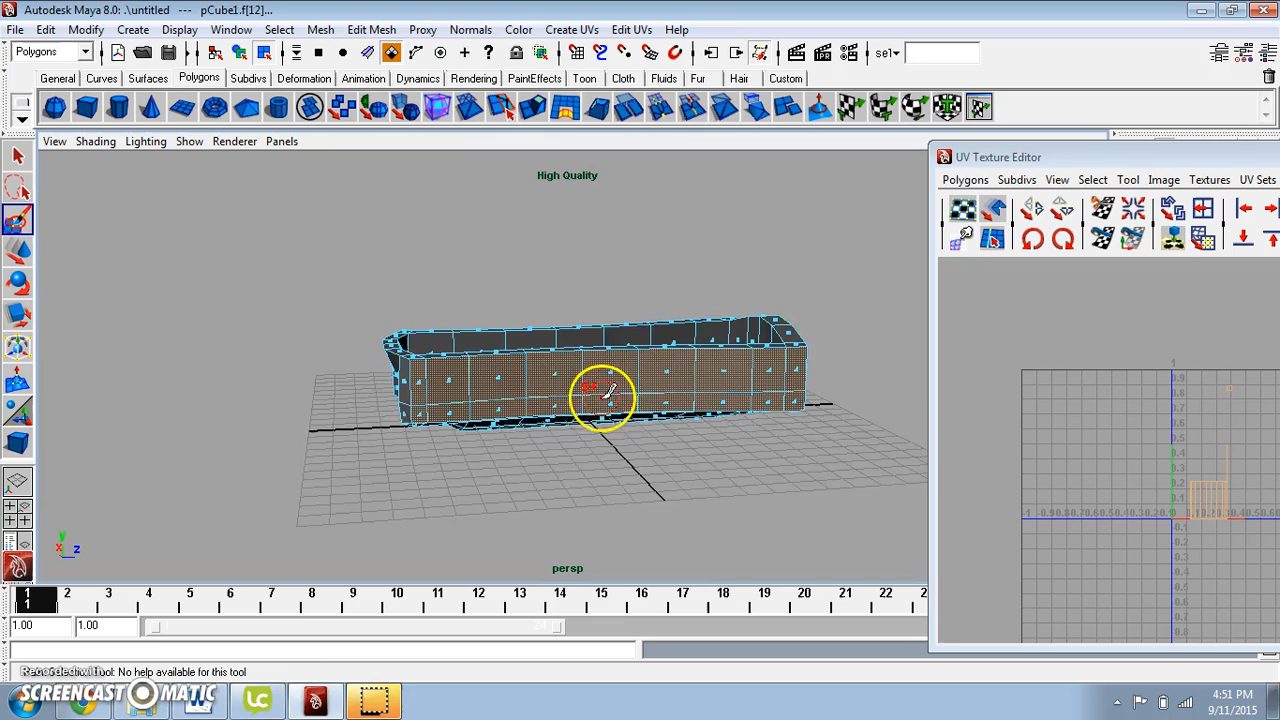 Autodesk Maya 8.0: .\untitled --- pCube1.f[12]...
File Edit Modify Create Display Window Select Mesh Edit Mesh Proxy Normals Color Create UVs Edit UVs Help
Polygons sel
General Curves Surfaces Polygons Subdivs Deformation Animation Dynamics Rendering PaintEffects Toon Cloth Fluids Fur Hair Custom
View Shading Lighting Show Renderer Panels
High Quality
UV Texture Editor
Polygons Subdivs View Select Tool Image Textures UV Sets
persp
y
x z
1 2 3 4 5 6 7 8 9 10 11 12 13 14 15 16 17 18 19 20 21 22
1
1.00 1.00 24
Tool: No help available for this tool
Recorded with
SCREENCAST MATIC
4:51 PM
9/11/2015